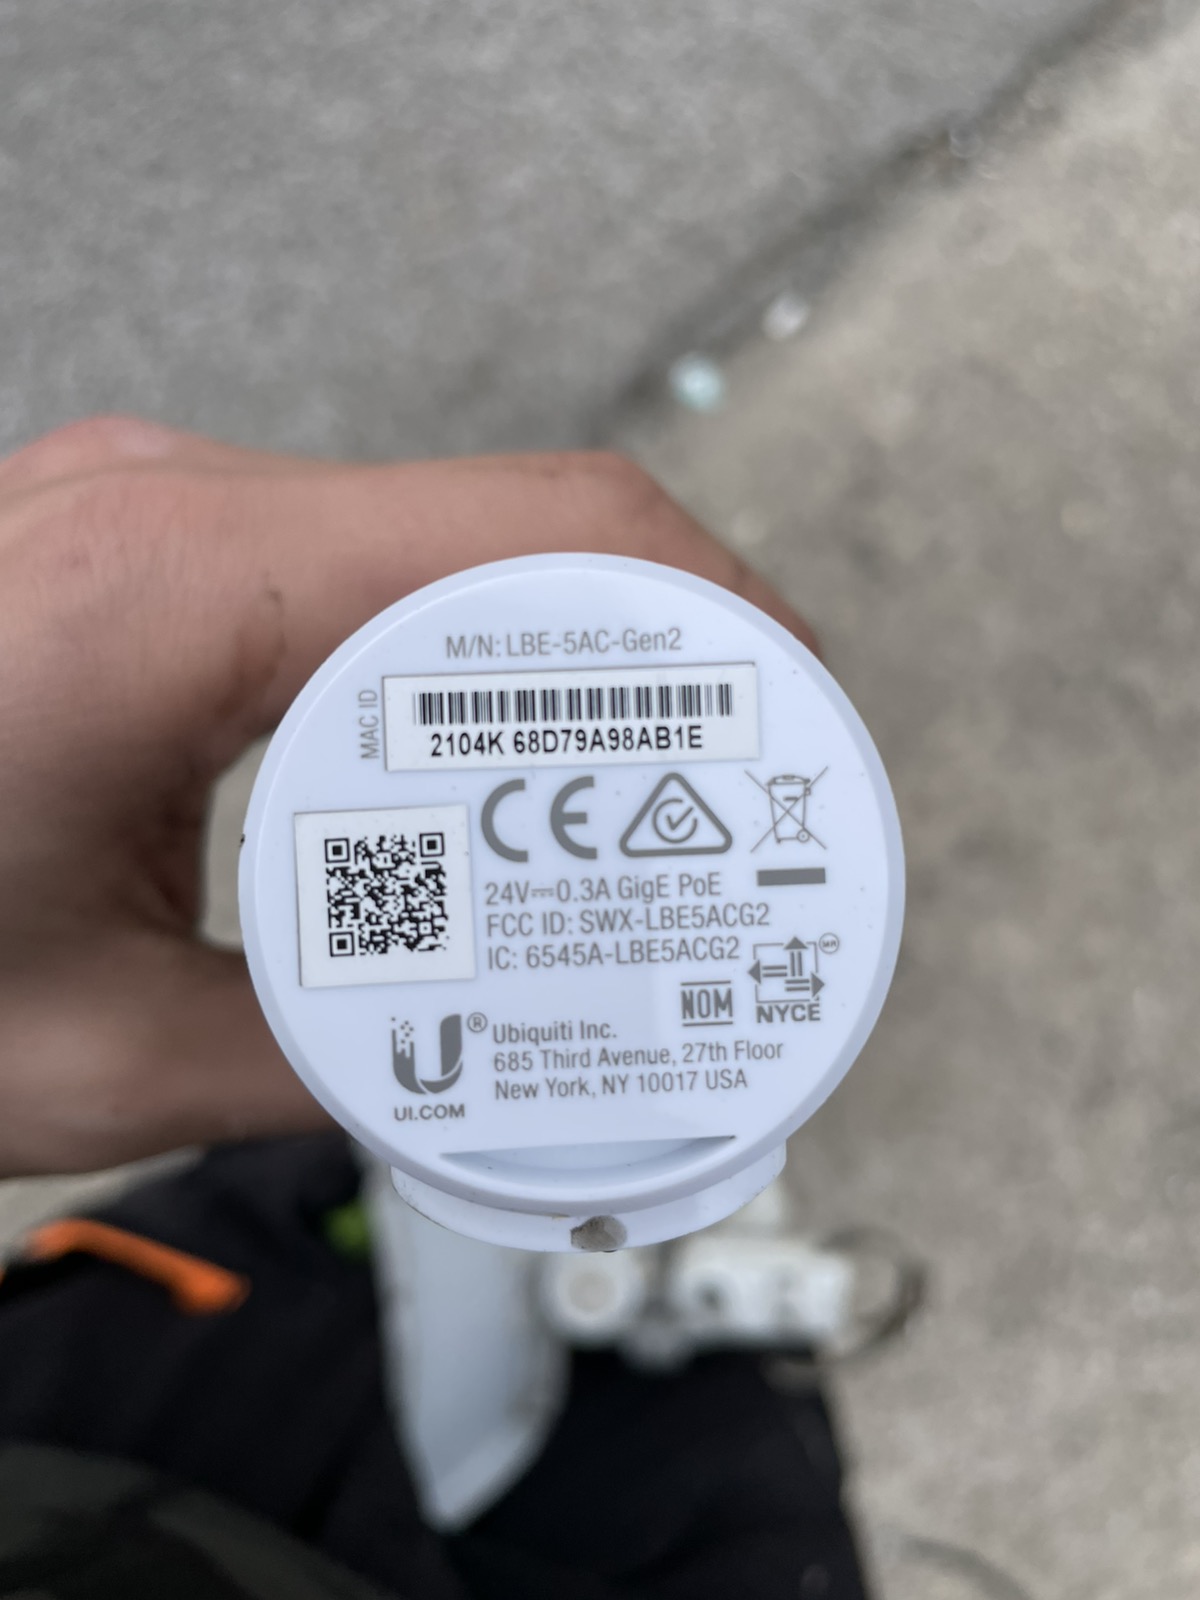 M/N: LBE-5AC-Gen2
MAC ID
2104K 68D79A98AB1E
CE
24V⎓0.3A GigE PoE
FCC ID: SWX-LBE5ACG2
IC: 6545A-LBE5ACG2
MR
NOM
NYCE
U®
UI.COM
Ubiquiti Inc.
685 Third Avenue, 27th Floor
New York, NY 10017 USA